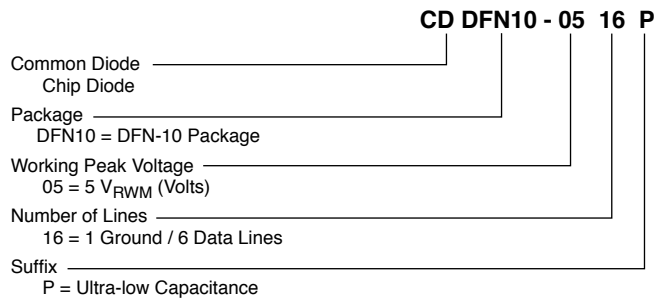 CD DFN10 - 05 16 P
Common Diode
Chip Diode
Package
DFN10 = DFN-10 Package
Working Peak Voltage
05 = 5 VRWM (Volts)
Number of Lines
16 = 1 Ground / 6 Data Lines
Suffix
P = Ultra-low Capacitance